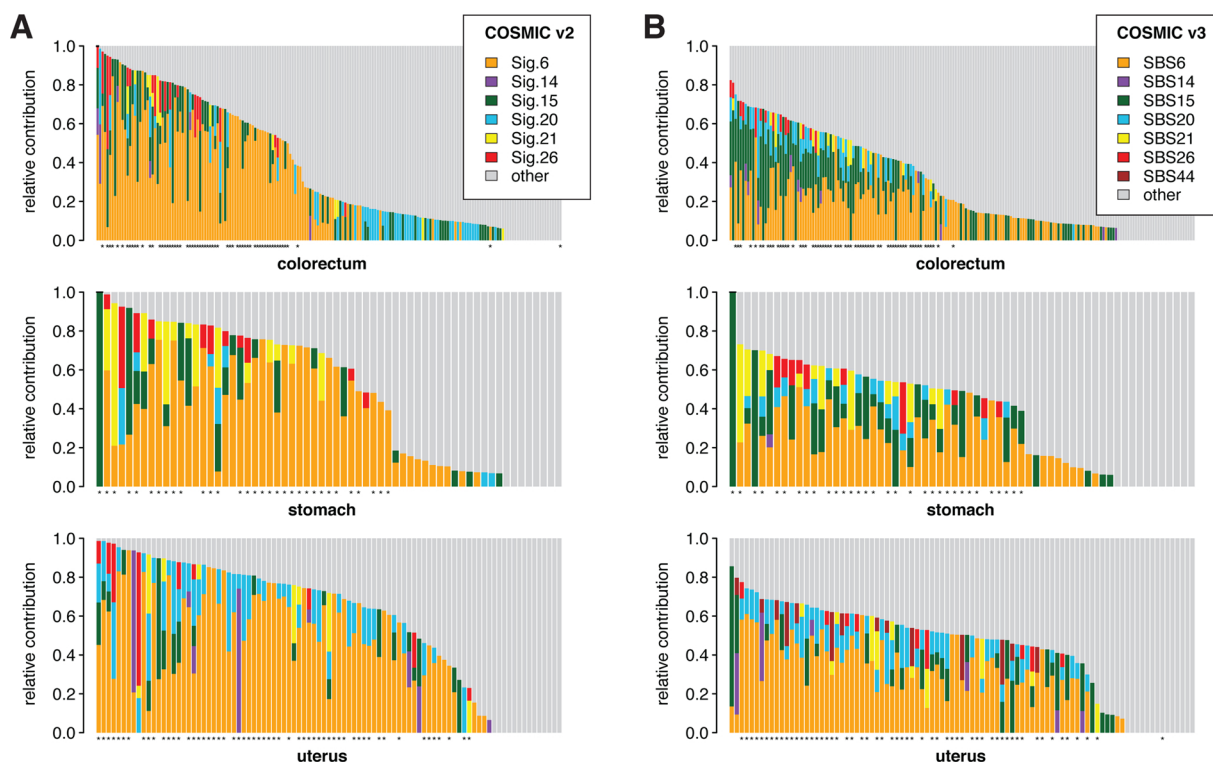 A
COSMIC v2
Sig.6
Sig.14
Sig.15
Sig.20
Sig.21
Sig.26
other
relative contribution
1.0
0.8
0.6
0.4
0.2
0.0
colorectum
relative contribution
1.0
0.8
0.6
0.4
0.2
0.0
stomach
relative contribution
1.0
0.8
0.6
0.4
0.2
0.0
uterus
B
COSMIC v3
SBS6
SBS14
SBS15
SBS20
SBS21
SBS26
SBS44
other
relative contribution
1.0
0.8
0.6
0.4
0.2
0.0
colorectum
relative contribution
1.0
0.8
0.6
0.4
0.2
0.0
stomach
relative contribution
1.0
0.8
0.6
0.4
0.2
0.0
uterus